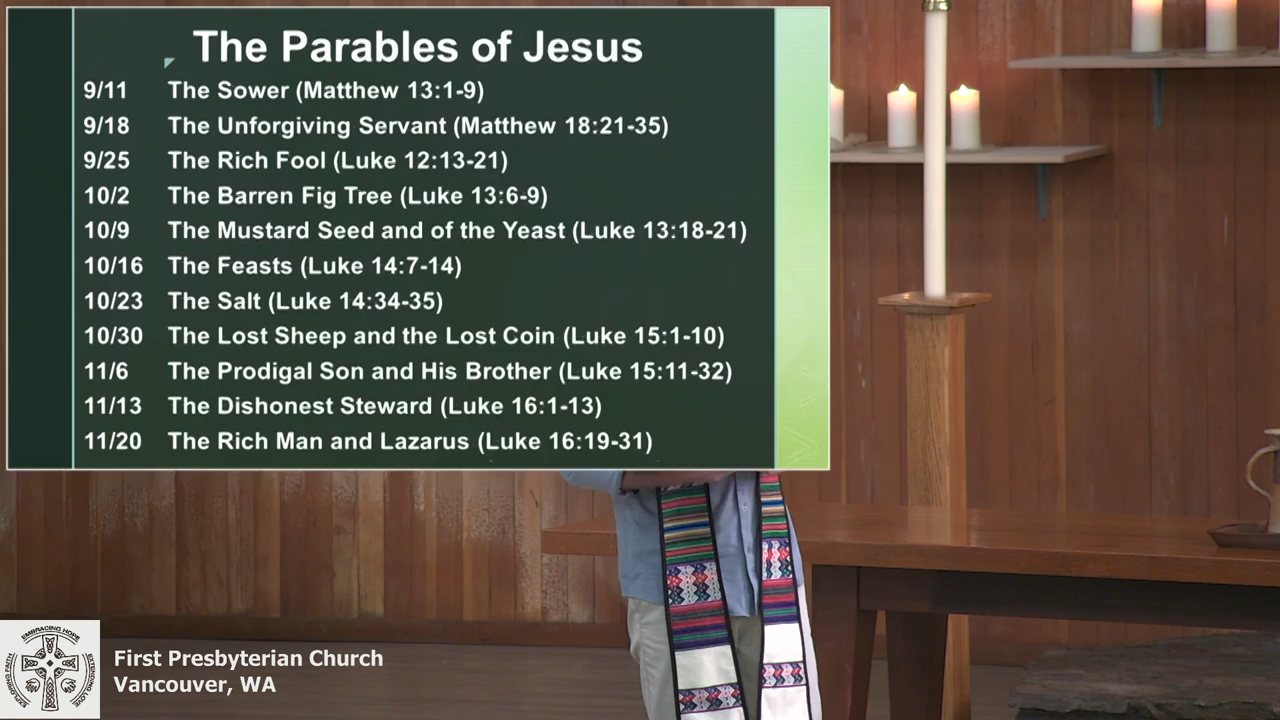 The Parables of Jesus
9/11 The Sower (Matthew 13:1-9)
9/18 The Unforgiving Servant (Matthew 18:21-35)
9/25 The Rich Fool (Luke 12:13-21)
10/2 The Barren Fig Tree (Luke 13:6-9)
10/9 The Mustard Seed and of the Yeast (Luke 13:18-21)
10/16 The Feasts (Luke 14:7-14)
10/23 The Salt (Luke 14:34-35)
10/30 The Lost Sheep and the Lost Coin (Luke 15:1-10)
11/6 The Prodigal Son and His Brother (Luke 15:11-32)
11/13 The Dishonest Steward (Luke 16:1-13)
11/20 The Rich Man and Lazarus (Luke 16:19-31)
EMBRACING HOPE
First Presbyterian Church
Vancouver, WA